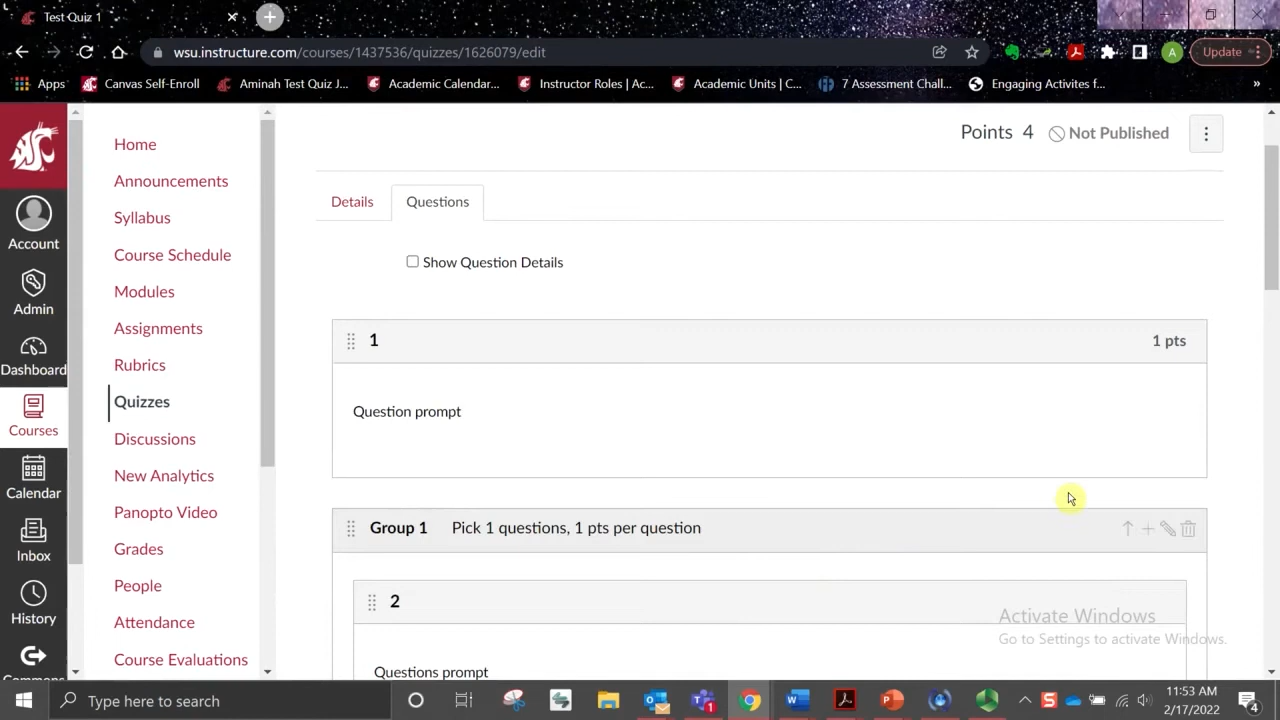 Test Quiz 1
wsu.instructure.com/courses/1437536/quizzes/1626079/edit
A
Update
Apps
Canvas Self-Enroll
Aminah Test Quiz J...
Academic Calendar...
Instructor Roles | Ac...
Academic Units | C...
7 Assessment Chall...
Engaging Activites f...
»
Account
Admin
Dashboard
Courses
Calendar
Inbox
History
Commons
Home
Announcements
Syllabus
Course Schedule
Modules
Assignments
Rubrics
Quizzes
Discussions
New Analytics
Panopto Video
Grades
People
Attendance
Course Evaluations
Points 4
Not Published
Details
Questions
Show Question Details
1
1 pts
Question prompt
Group 1
Pick 1 questions, 1 pts per question
2
Questions prompt
Activate Windows
Go to Settings to activate Windows.
Type here to search
11:53 AM
2/17/2022
4